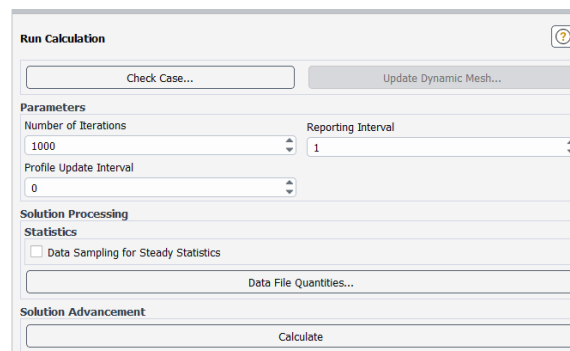 Run Calculation
?
Check Case...
Update Dynamic Mesh...
Parameters
Number of Iterations
Reporting Interval
1000
1
Profile Update Interval
0
Solution Processing
Statistics
Data Sampling for Steady Statistics
Data File Quantities...
Solution Advancement
Calculate